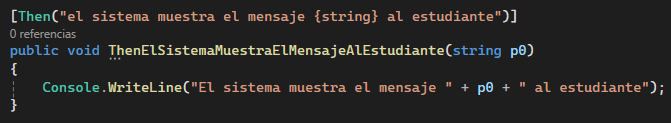 [Then("el sistema muestra el mensaje {string} al estudiante")]
0 referencias
public void ThenElSistemaMuestraElMensajeAlEstudiante(string p0)
{
    Console.WriteLine("El sistema muestra el mensaje " + p0 + " al estudiante");
}